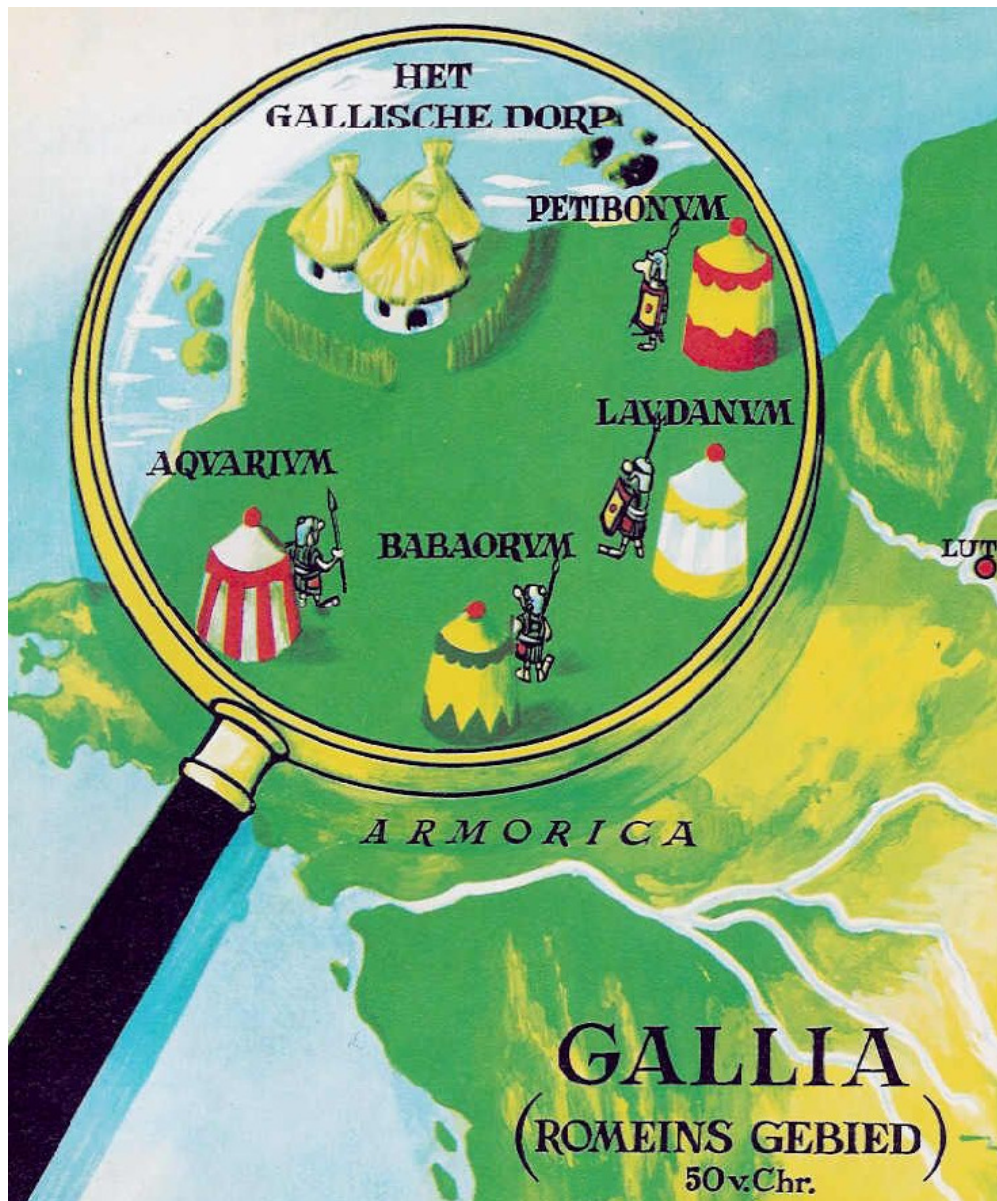 HET
GALLISCHE DORP
PETIBONVM
LAVDANVM
AQVARIVM
BABAORVM
LUT
ARMORICA
GALLIA
(ROMEINS GEBIED)
50 v. Chr.